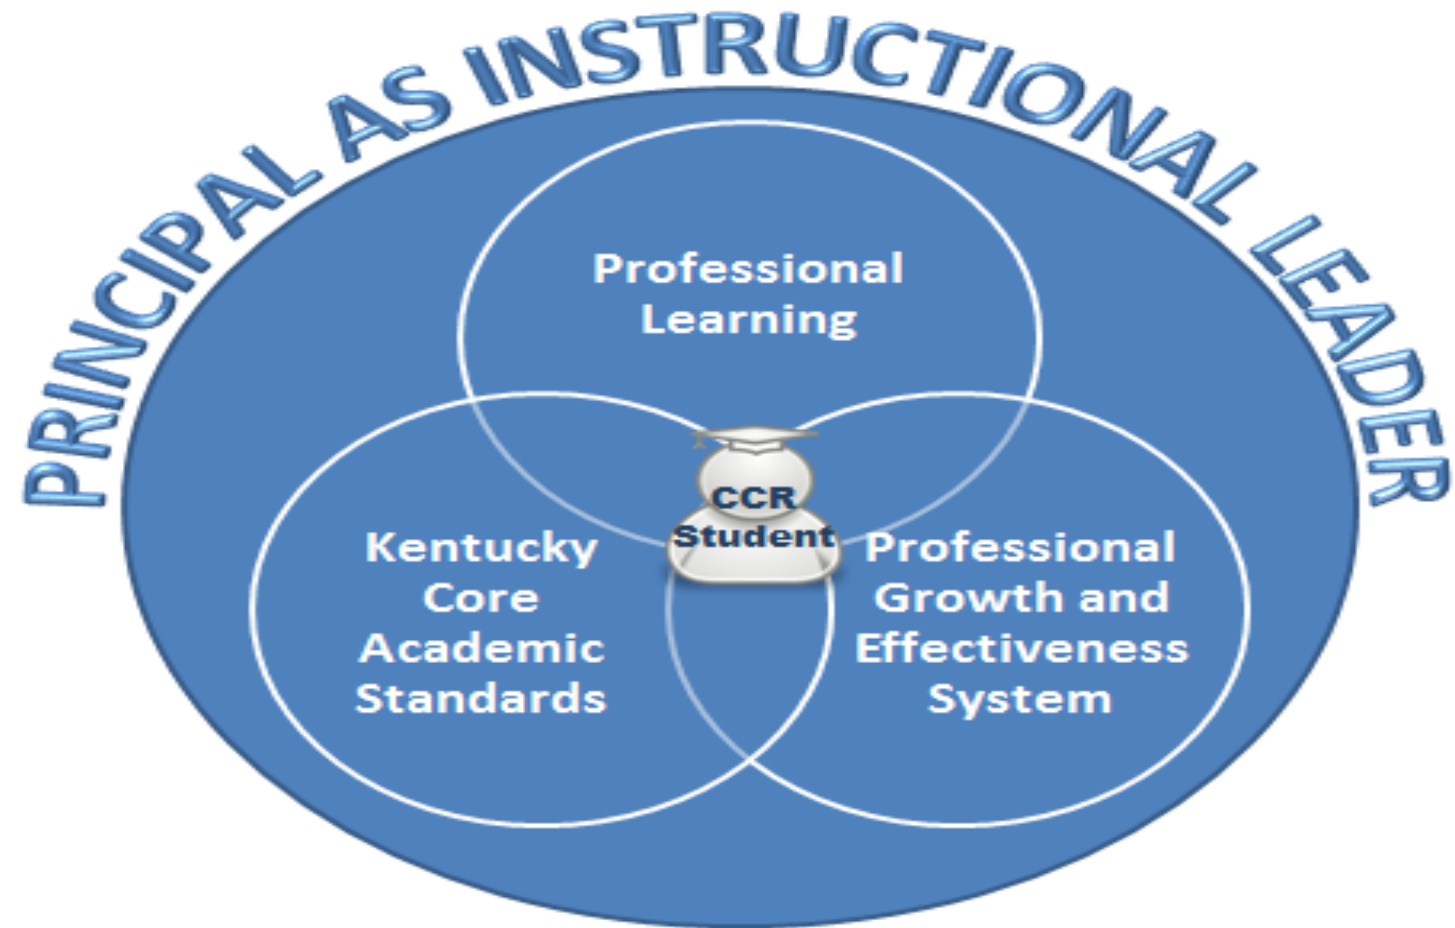 PRINCIPAL AS INSTRUCTIONAL LEADER
Professional
Learning
CCR
Student
Kentucky
Core
Academic
Standards
Professional
Growth and
Effectiveness
System